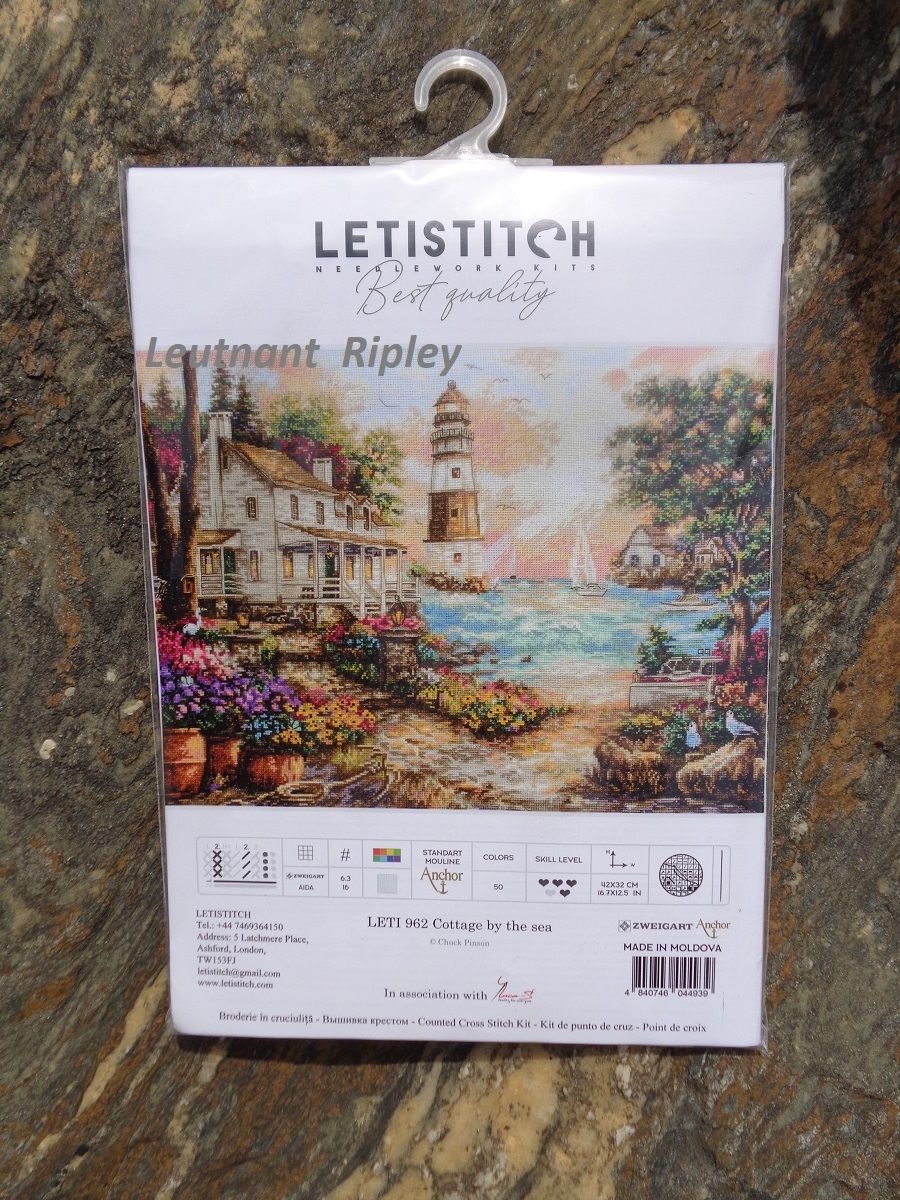 LETISTITCH
NEEDLEWORK KITS
Best quality
Leutnant Ripley
2. 2.
ZWEIGART
AIDA
#
6.3
16
STANDART
MOULINE
Anchor
COLORS
50
SKILL LEVEL
H
W
42X32 CM
16.7X12.5 IN
LETISTITCH
Tel.: +44 7469364150
Address: 5 Latchmere Place,
Ashford, London,
TW153FJ
letistitch@gmail.com
www.letistitch.com
LETI 962 Cottage by the sea
© Chuck Pinson
In association with Luca-S
ZWEIGART Anchor
MADE IN MOLDOVA
4 840746 044939
Broderie în cruciuliță - Вышивка крестом - Counted Cross Stitch Kit - Kit de punto de cruz - Point de croix